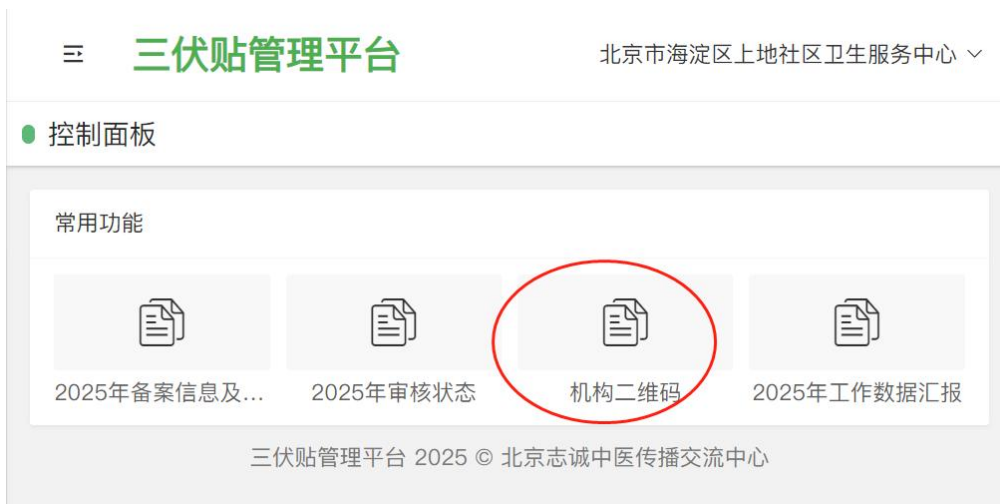 三伏贴管理平台 北京市海淀区上地社区卫生服务中心
控制面板
常用功能
2025年备案信息及... 2025年审核状态 机构二维码 2025年工作数据汇报
三伏贴管理平台 2025 © 北京志诚中医传播交流中心